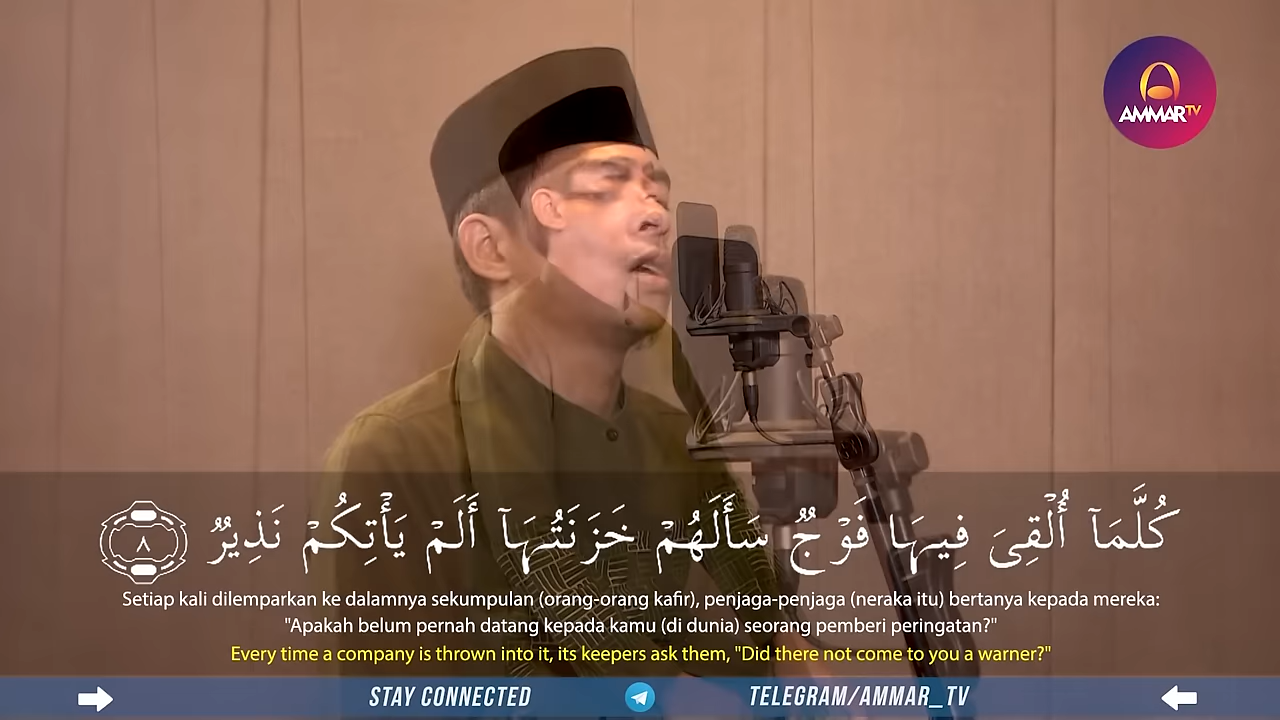 AMMARTV
كُلَّمَآ أُلْقِىَ فِيهَا فَوْجٌ سَأَلَهُمْ خَزَنَتُهَآ أَلَمْ يَأْتِكُمْ نَذِيرٌ ٨
Setiap kali dilemparkan ke dalamnya sekumpulan (orang-orang kafir), penjaga-penjaga (neraka itu) bertanya kepada mereka:
"Apakah belum pernah datang kepada kamu (di dunia) seorang pemberi peringatan?"
Every time a company is thrown into it, its keepers ask them, "Did there not come to you a warner?"
STAY CONNECTED TELEGRAM/AMMAR_TV